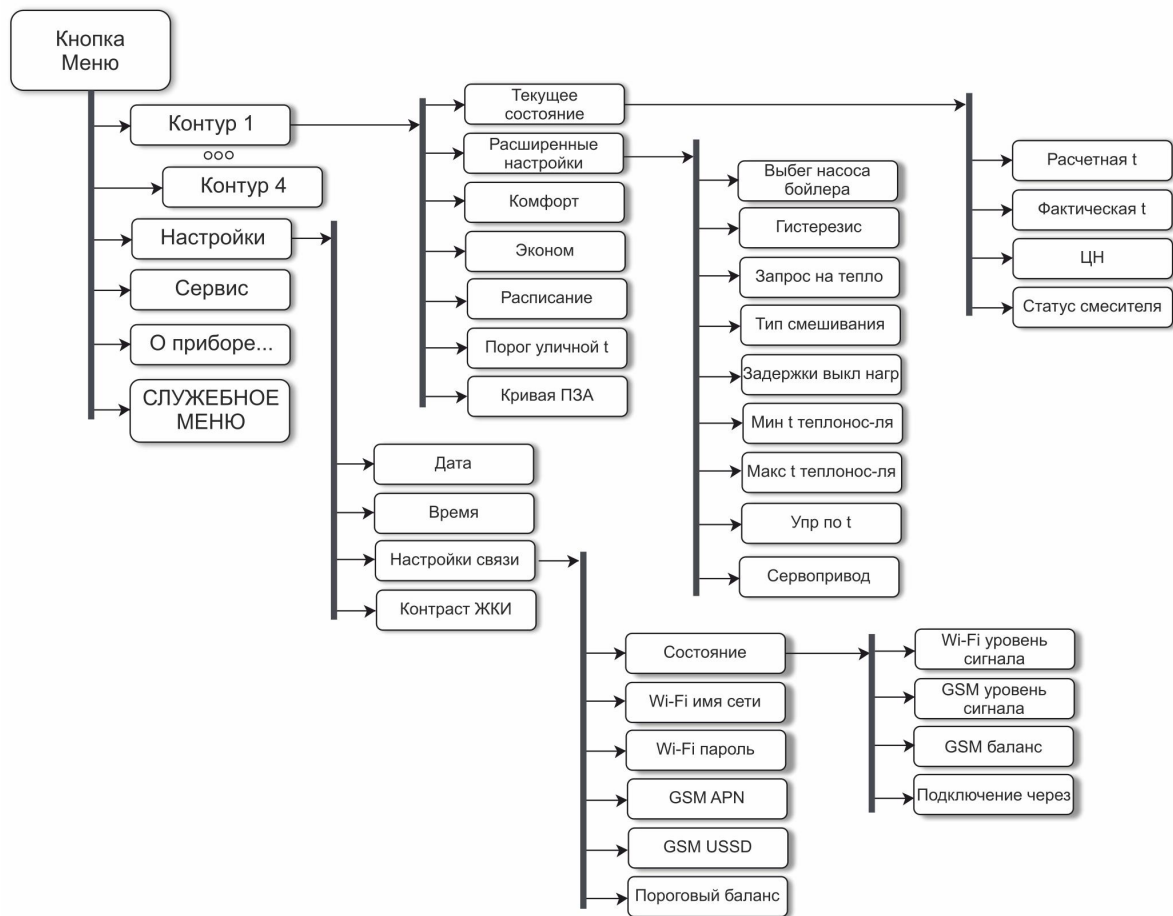 Кнопка
Меню
Контур 1
ооо
Контур 4
Настройки
Сервис
О приборе...
СЛУЖЕБНОЕ
МЕНЮ
Текущее
состояние
Расширенные
настройки
Комфорт
Эконом
Расписание
Порог уличной t
Кривая ПЗА
Расчетная t
Фактическая t
ЦН
Статус смесителя
Выбег насоса
бойлера
Гистерезис
Запрос на тепло
Тип смешивания
Задержки выкл нагр
Мин t теплонос-ля
Макс t теплонос-ля
Упр по t
Сервопривод
Дата
Время
Настройки связи
Контраст ЖКИ
Состояние
Wi-Fi имя сети
Wi-Fi пароль
GSM APN
GSM USSD
Пороговый баланс
Wi-Fi уровень
сигнала
GSM уровень
сигнала
GSM баланс
Подключение через